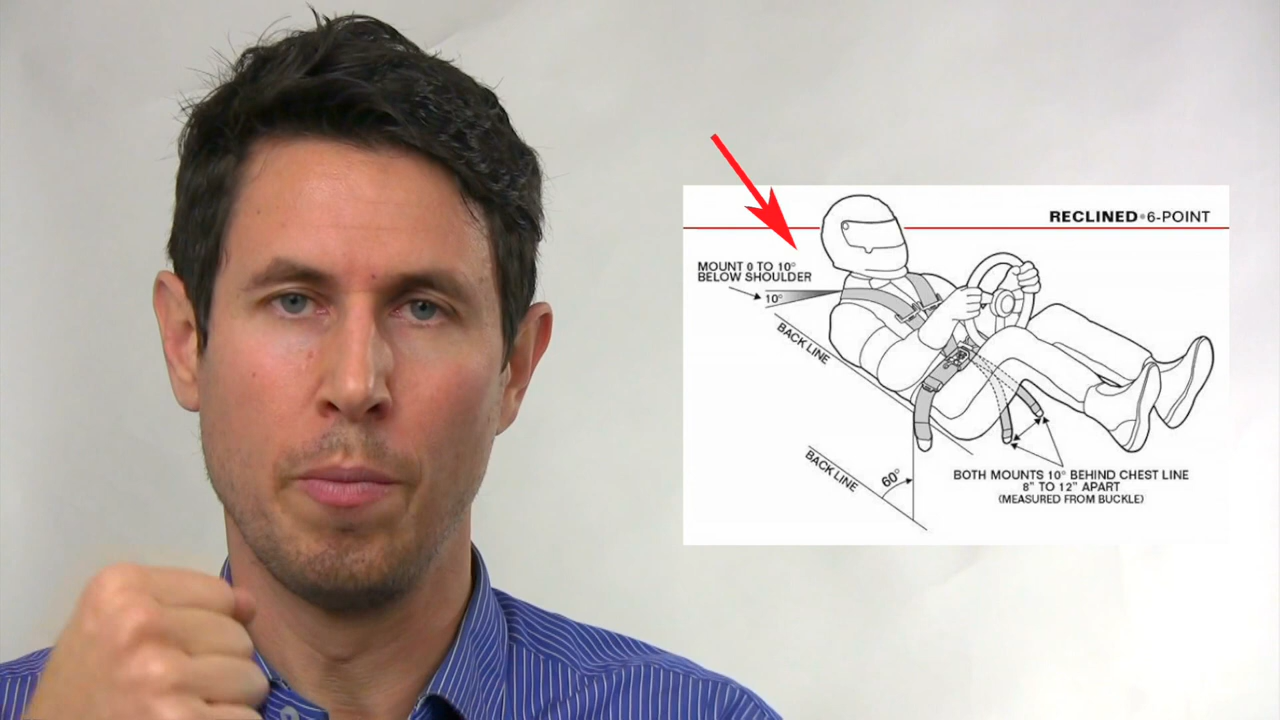 RECLINED•6-POINT
MOUNT 0 TO 10°
BELOW SHOULDER
10°
BACK LINE
BACK LINE
60°
BOTH MOUNTS 10° BEHIND CHEST LINE
8" TO 12" APART
(MEASURED FROM BUCKLE)